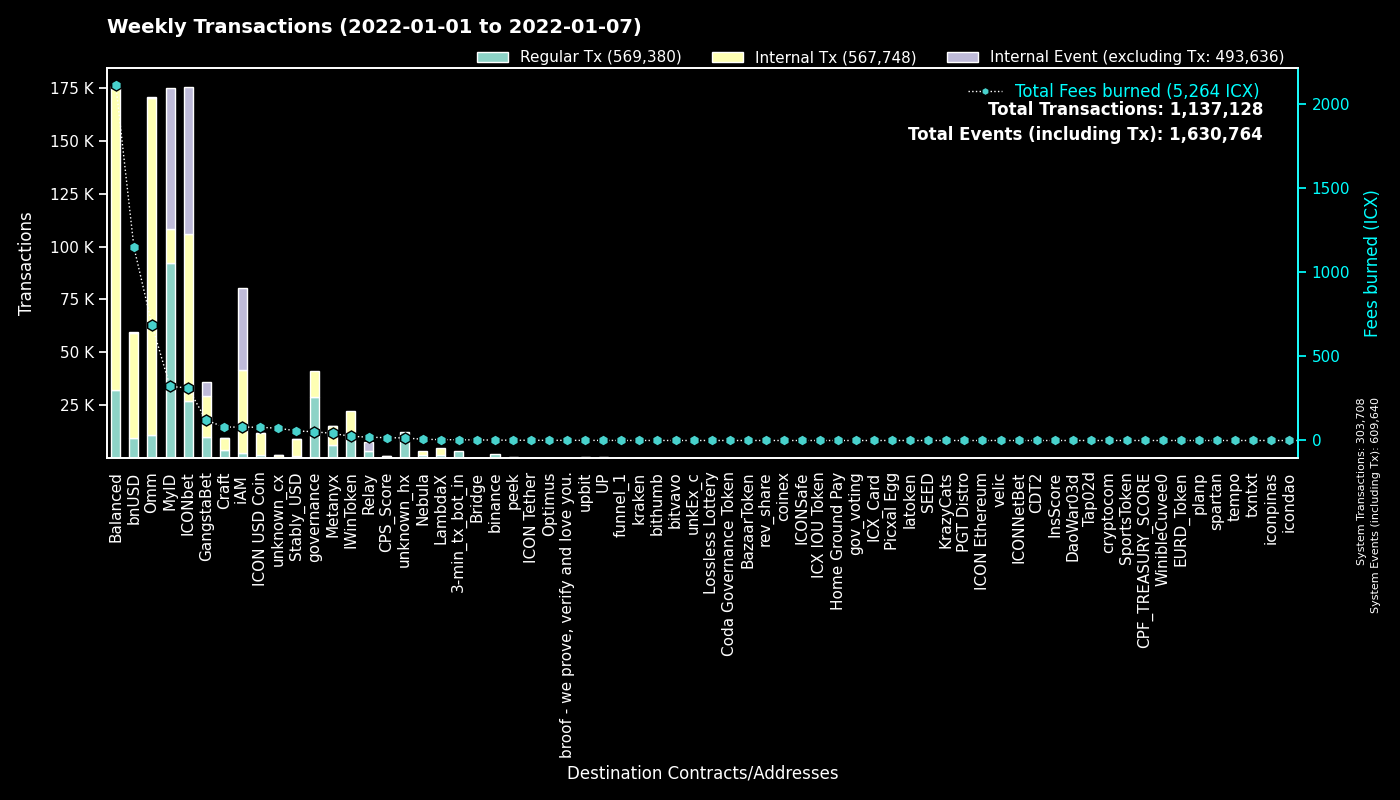 Weekly Transactions (2022-01-01 to 2022-01-07)
Regular Tx (569,380)
Internal Tx (567,748)
Internal Event (excluding Tx: 493,636)
Total Fees burned (5,264 ICX)
Total Transactions: 1,137,128
Total Events (including Tx): 1,630,764
Transactions
175 K
150 K
125 K
100 K
75 K
50 K
25 K
2000
1500
1000
500
0
Fees burned (ICX)
System Transactions: 303,708
System Events (including Tx): 609,640
Balanced
bnUSD
Omm
MyID
ICONbet
GangstaBet
Craft
iAM
ICON USD Coin
unknown_cx
Stably_USD
governance
Metanyx
IWinToken
Relay
CPS_Score
unknown_hx
Nebula
LambdaX
3-min_tx_bot_in
Bridge
binance
peek
ICON Tether
Optimus
broof - we prove, verify and love you.
upbit
UP
funnel_1
kraken
bithumb
bitvavo
unkEx_c
Lossless Lottery
Coda Governance Token
BazaarToken
rev_share
coinex
ICONSafe
ICX IOU Token
Home Ground Pay
gov_voting
ICX_Card
Picxal Egg
latoken
SEED
KrazyCats
PGT Distro
ICON Ethereum
velic
ICONNetBet
CDT2
InsScore
DaoWar03d
Tap02d
cryptocom
SportsToken
CPF_TREASURY_SCORE
WinibleCuvee0
EURD_Token
planp
spartan
tempo
txntxt
iconpinas
icondao
Destination Contracts/Addresses